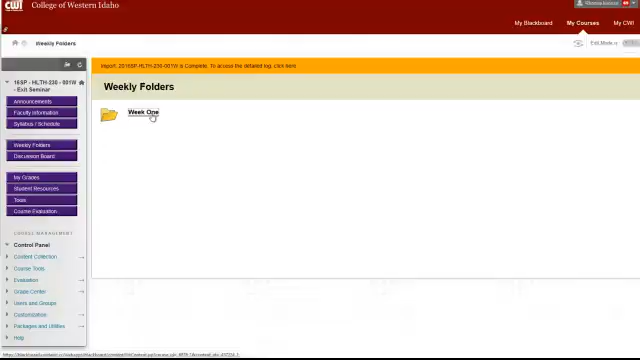 CWI College of Western Idaho
My Blackboard My Courses My CWI
Weekly Folders
Edit Mode is
Import: 2016SP-HLTH-230-001W is Complete. To access the detailed log, click here
16SP - HLTH-230 - 001W
- Exit Seminar
Weekly Folders
Week One
Announcements
Faculty Information
Syllabus / Schedule
Weekly Folders
Discussion Board
My Grades
Student Resources
Tools
Course Evaluation
COURSE MANAGEMENT
Control Panel
Content Collection
Course Tools
Evaluation
Grade Center
Users and Groups
Customization
Packages and Utilities
Help